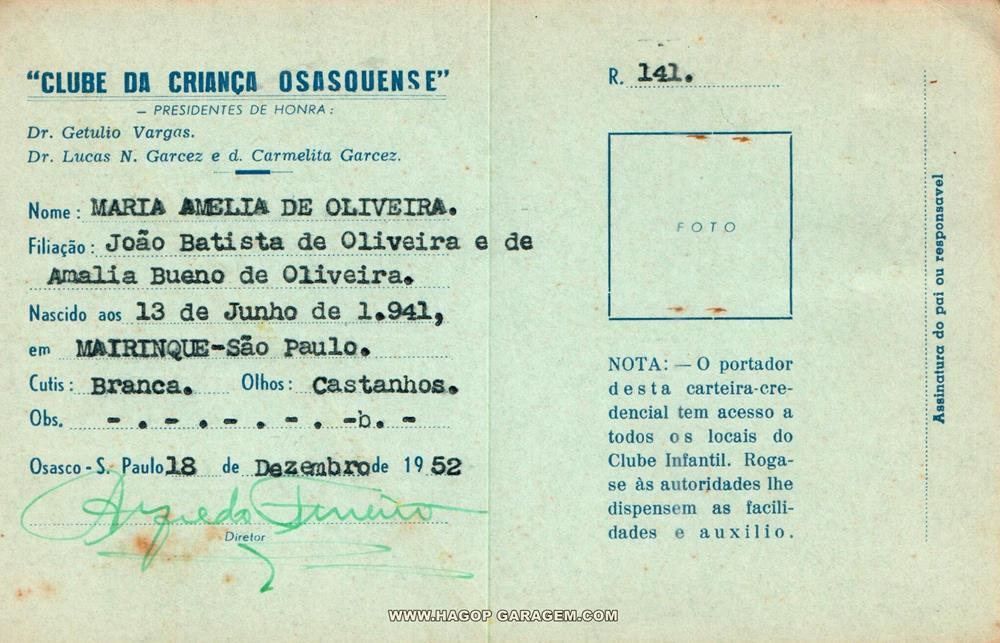 "CLUBE DA CRIANÇA OSASQUENSE"
— PRESIDENTES DE HONRA:
Dr. Getulio Vargas.
Dr. Lucas N. Garcez e d. Carmelita Garcez.
Nome: MARIA AMELIA DE OLIVEIRA.
Filiação: João Batista de Oliveira e de
Amalia Bueno de Oliveira.
Nascido aos 13 de Junho de 1.941,
em MAIRINQUE-São Paulo.
Cutis: Branca. Olhos: Castanhos.
Obs. - . - . - . - . -b. -
Osasco - S. Paulo 18 de Dezembro de 1952
Diretor
R. 141.
FOTO
NOTA: — O portador
desta carteira-cre-
dencial tem acesso a
todos os locais do
Clube Infantil. Roga-
se às autoridades lhe
dispensem as facili-
dades e auxilio.
Assinatura do pai ou responsavel
WWW.HAGOP GARAGEM.COM